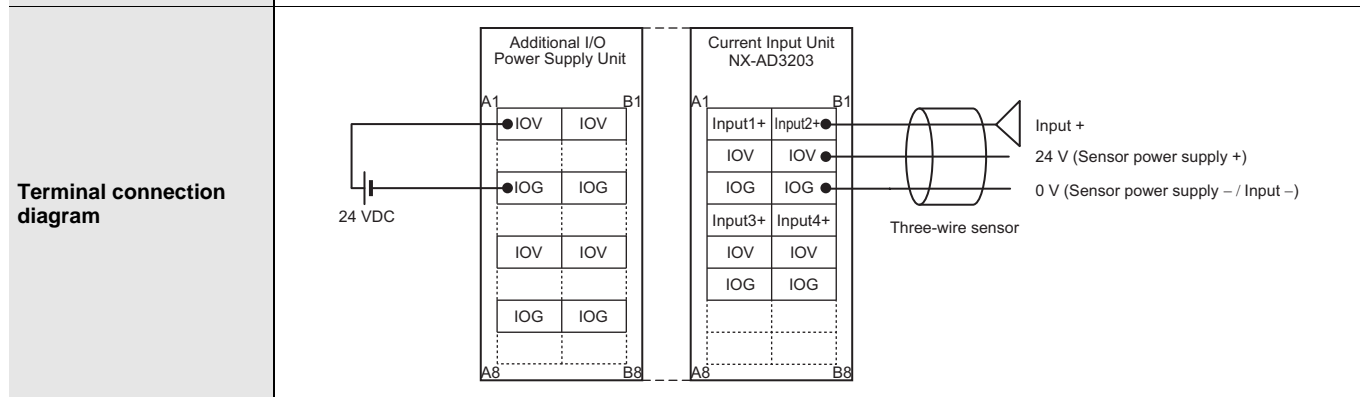 Terminal connection
diagram
Additional I/O
Power Supply Unit
A1 B1
IOV IOV
IOG IOG
IOV IOV
IOG IOG
A8 B8
24 VDC
Current Input Unit
NX-AD3203
A1 B1
Input1+ Input2+
IOV IOV
IOG IOG
Input3+ Input4+
IOV IOV
IOG IOG
A8 B8
Input +
24 V (Sensor power supply +)
0 V (Sensor power supply − / Input −)
Three-wire sensor